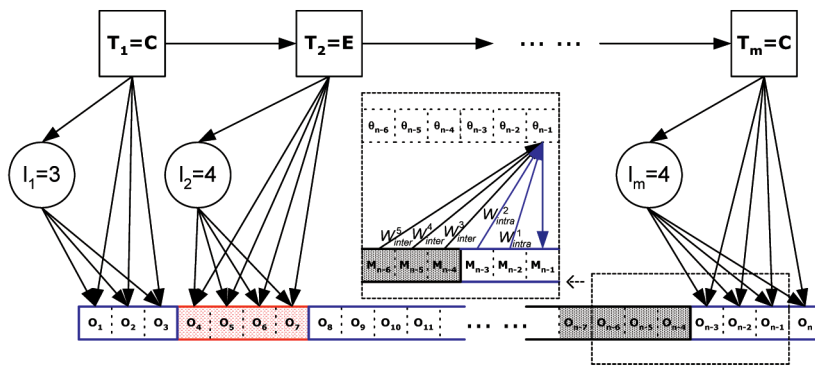 T₁=C T₂=E ... ... Tₘ=C
θₙ₋₆ θₙ₋₅ θₙ₋₄ θₙ₋₃ θₙ₋₂ θₙ₋₁
l₁=3 l₂=4 lₘ=4
W⁵inter W⁴inter W³inter W²intra W¹intra
Mₙ₋₆ Mₙ₋₅ Mₙ₋₄ Mₙ₋₃ Mₙ₋₂ Mₙ₋₁
O₁ O₂ O₃ O₄ O₅ O₆ O₇ O₈ O₉ O₁₀ O₁₁ ... ... Oₙ₋₇ Oₙ₋₆ Oₙ₋₅ Oₙ₋₄ Oₙ₋₃ Oₙ₋₂ Oₙ₋₁ Oₙ